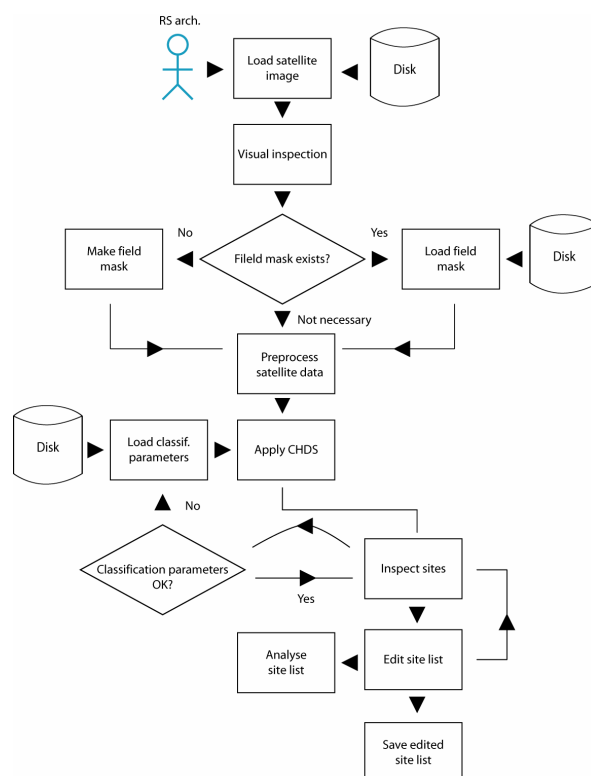 RS arch.
Load satellite
image
Disk
Visual inspection
No
Yes
Make field
mask
Fileld mask exists?
Load field
mask
Disk
Not necessary
Preprocess
satellite data
Disk
Load classif.
parameters
Apply CHDS
No
Classification parameters
OK?
Yes
Inspect sites
Analyse
site list
Edit site list
Save edited
site list